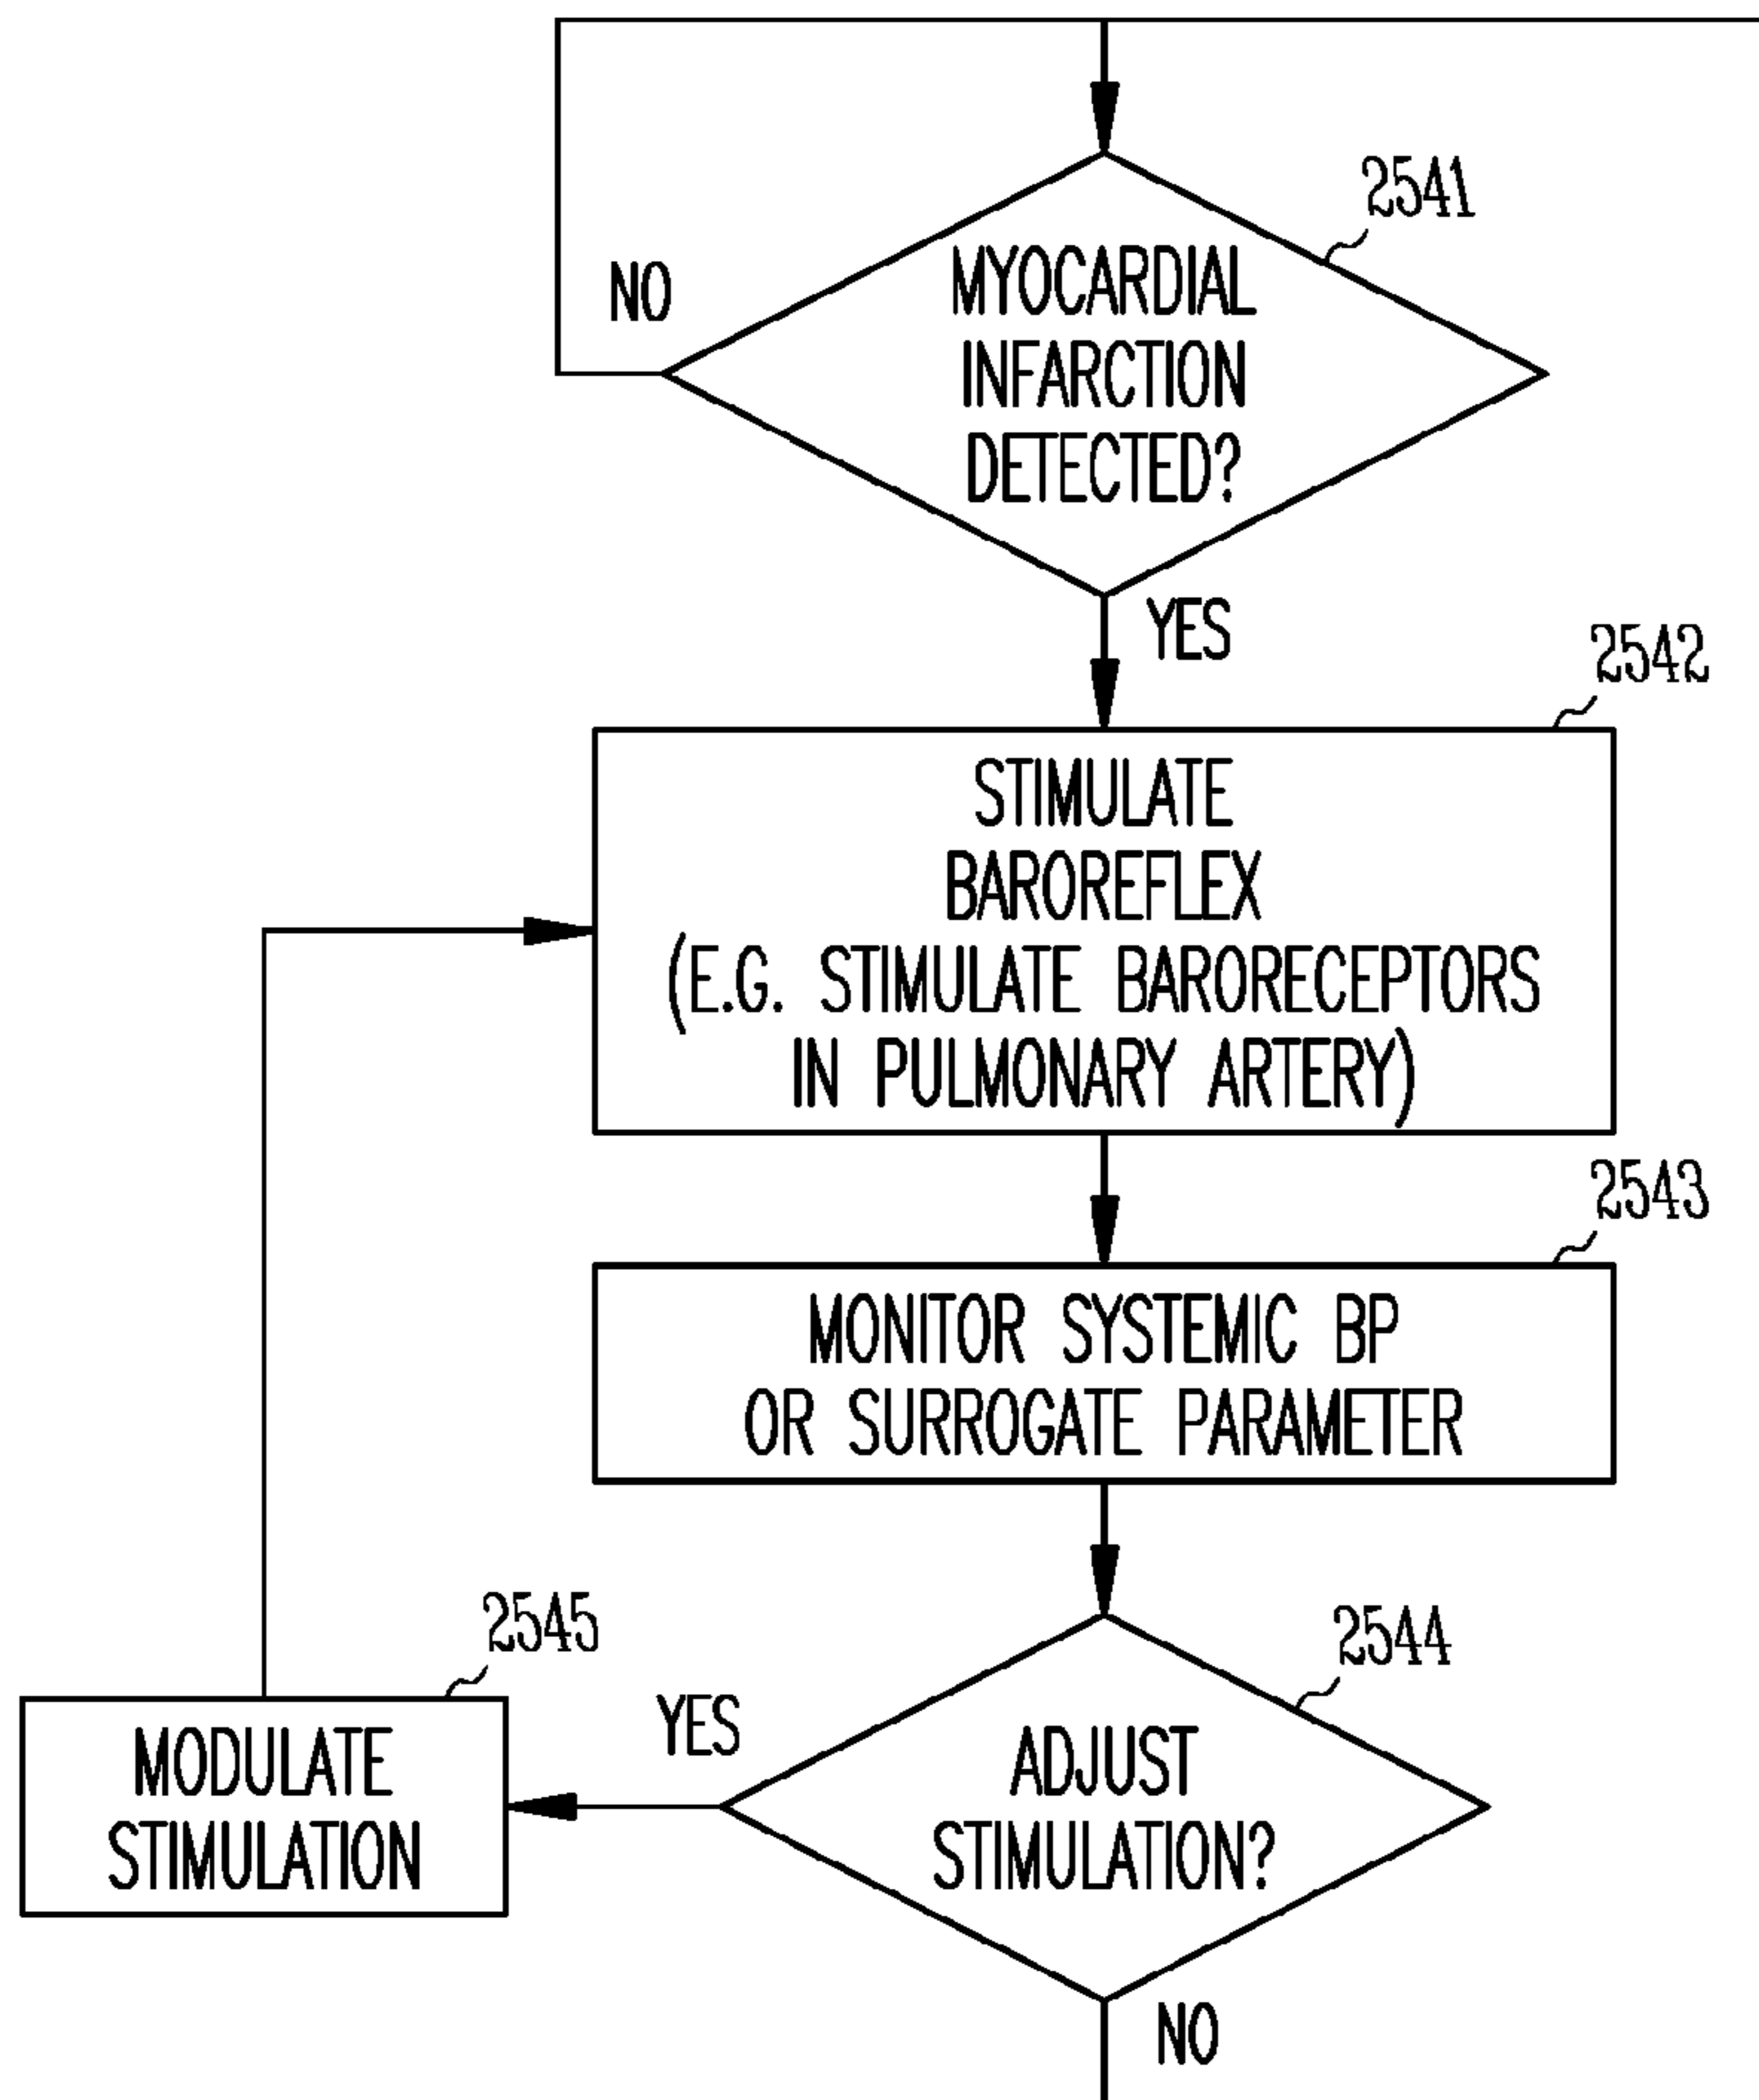 2541
NO
MYOCARDIAL
INFARCTION
DETECTED?
YES
2542
STIMULATE
BAROREFLEX
(E.G. STIMULATE BARORECEPTORS
IN PULMONARY ARTERY)
2543
MONITOR SYSTEMIC BP
OR SURROGATE PARAMETER
2545
2544
YES
MODULATE
STIMULATION
ADJUST
STIMULATION?
NO